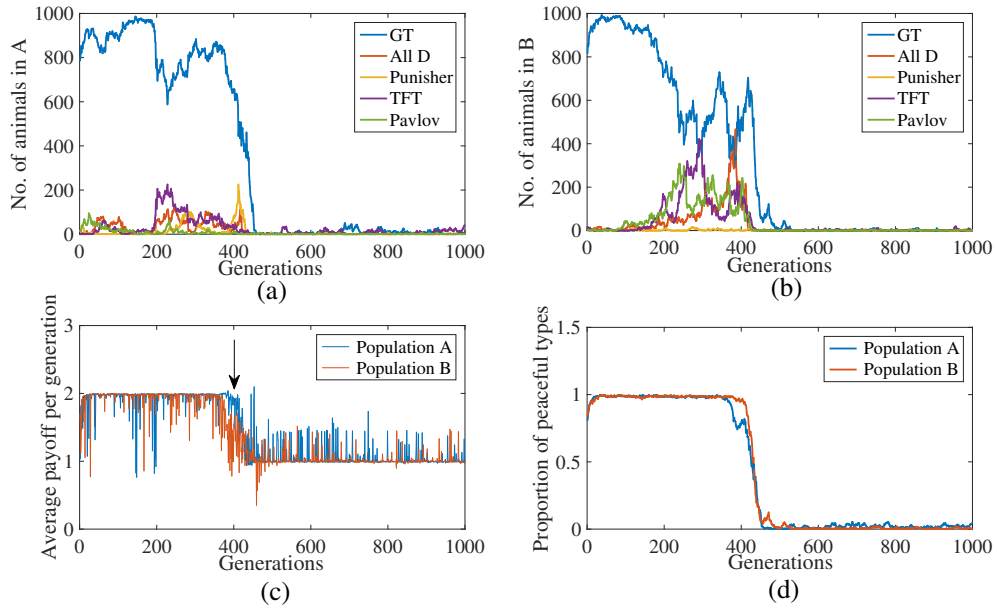 No. of animals in A
1000
800
600
400
200
0
0 200 400 600 800 1000
Generations
GT
All D
Punisher
TFT
Pavlov
(a)
No. of animals in B
1000
800
600
400
200
0
0 200 400 600 800 1000
Generations
GT
All D
Punisher
TFT
Pavlov
(b)
Average payoff per generation
3
2
1
0
0 200 400 600 800 1000
Generations
Population A
Population B
(c)
Proportion of peaceful types
1.5
1
0.5
0
0 200 400 600 800 1000
Generations
Population A
Population B
(d)